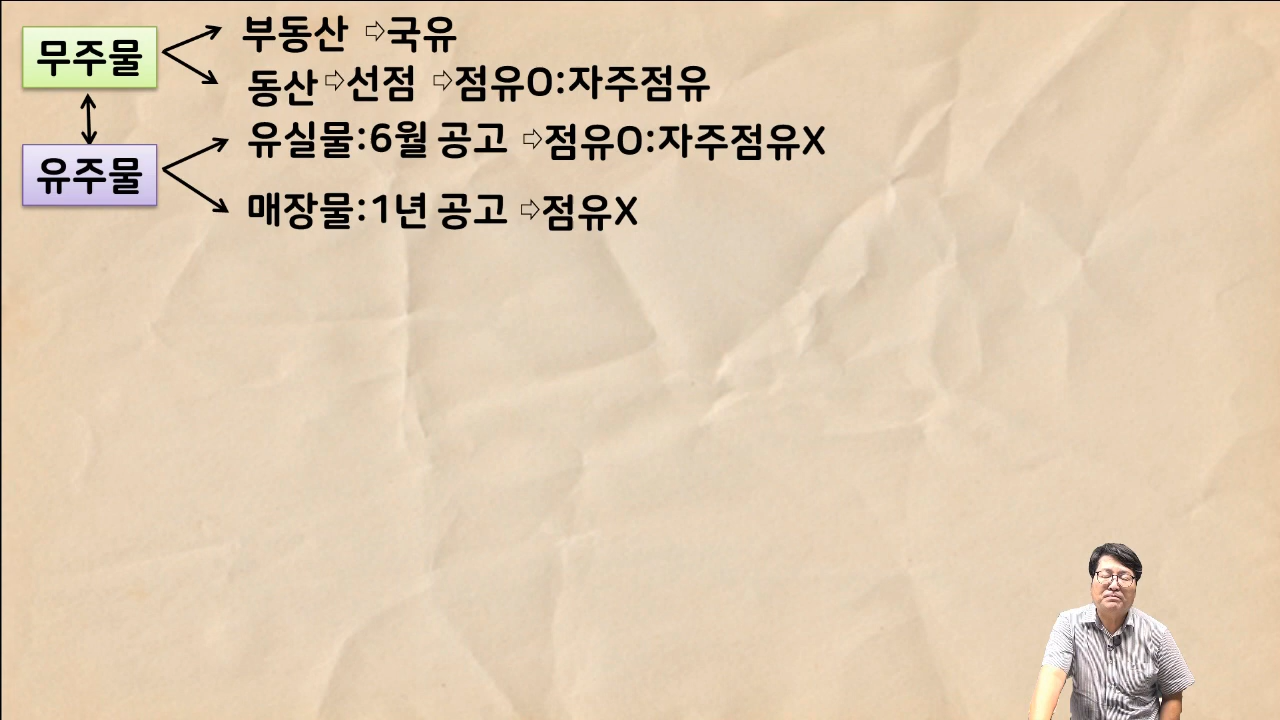 무주물
부동산 ⇨국유
동산⇨선점 ⇨점유O:자주점유
유주물
유실물:6월 공고 ⇨점유O:자주점유X
매장물:1년 공고 ⇨점유X